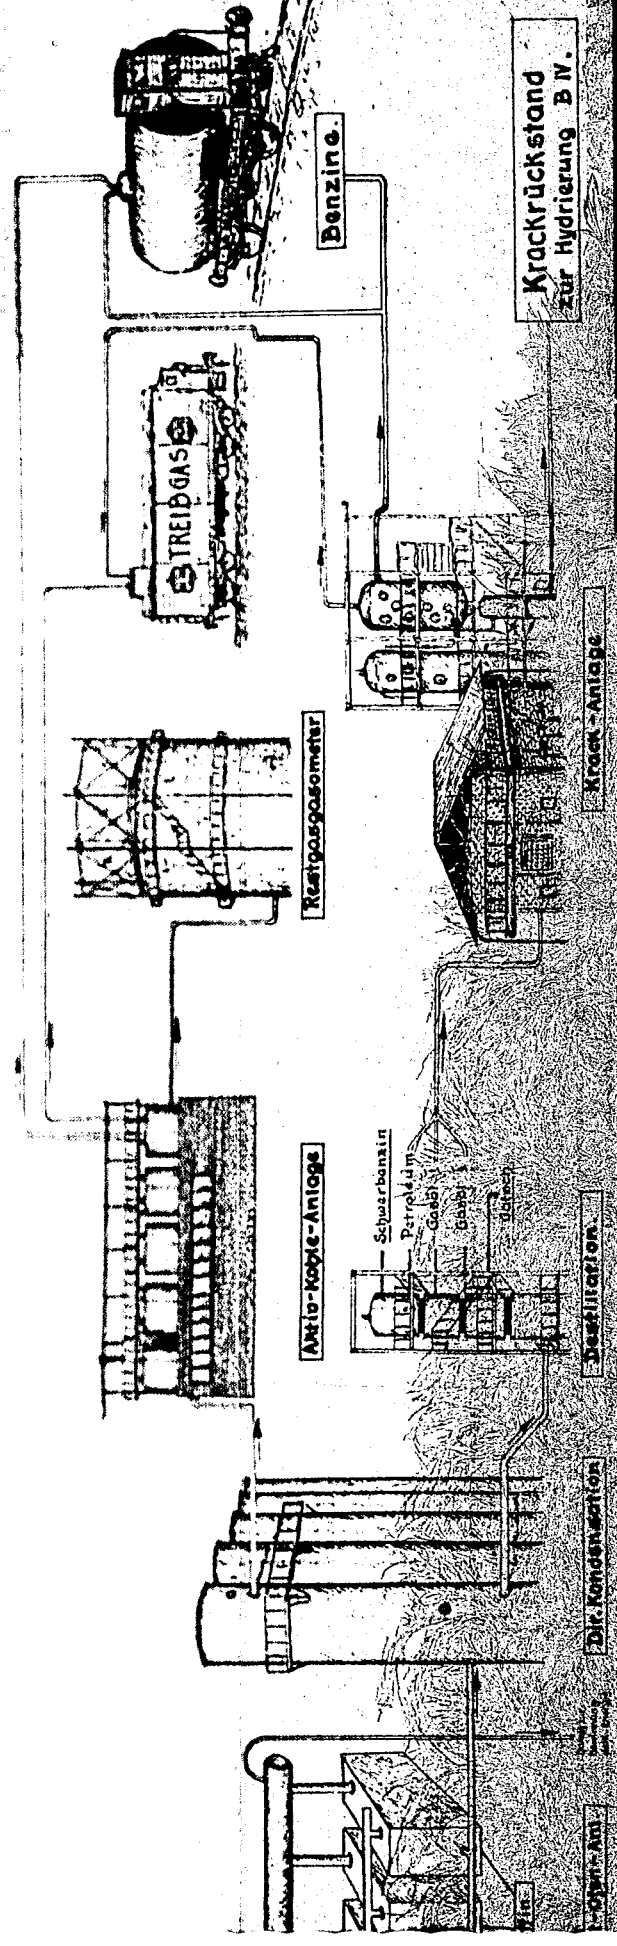 Krackrückstand
zur Hydrierung B IV.
Benzine.
TREIBGAS
Restgasgasometer
Krack-Anlage
Aktiv-Kohle-Anlage
Schwerbenzin
Petroleum
Gasöl
Gasöl
Destillation.
Dir. Kondensation